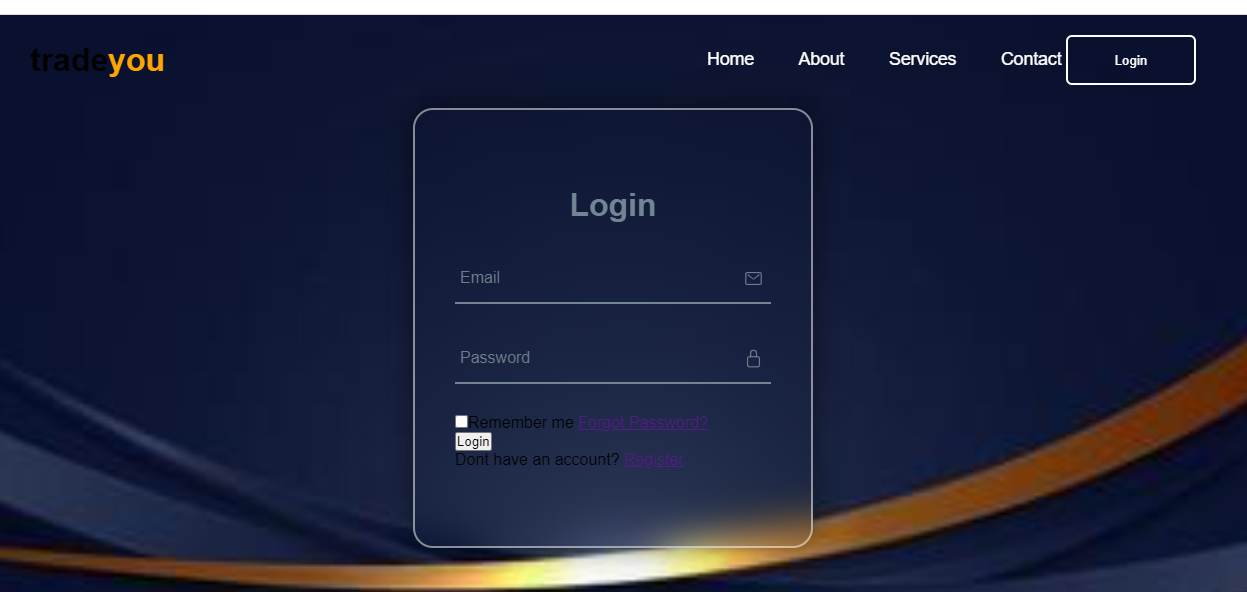 tradeyou
Home About Services Contact Login
Login
Email
Password
Remember me Forgot Password?
Login
Dont have an account? Register